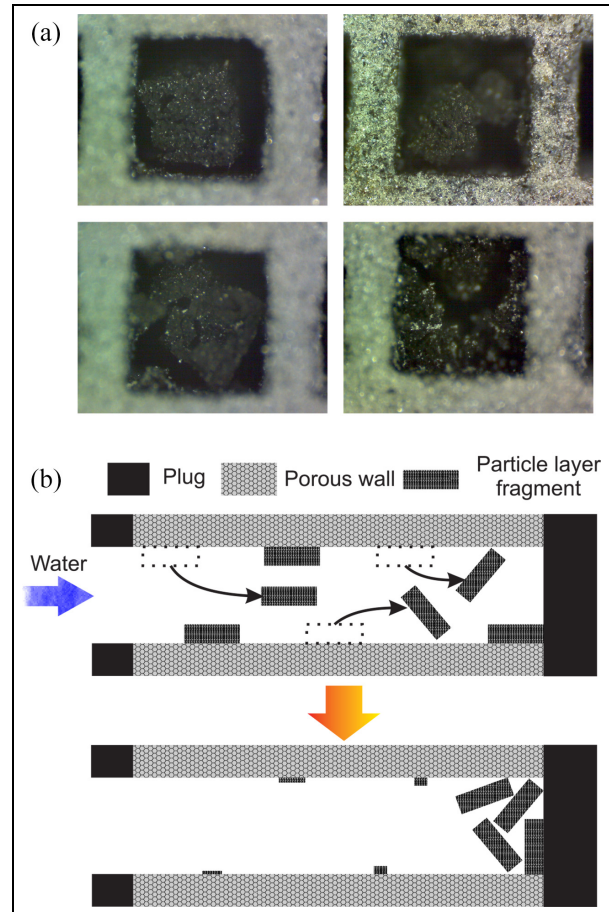 (a)
(b)
Plug
Porous wall
Particle layer
fragment
Water